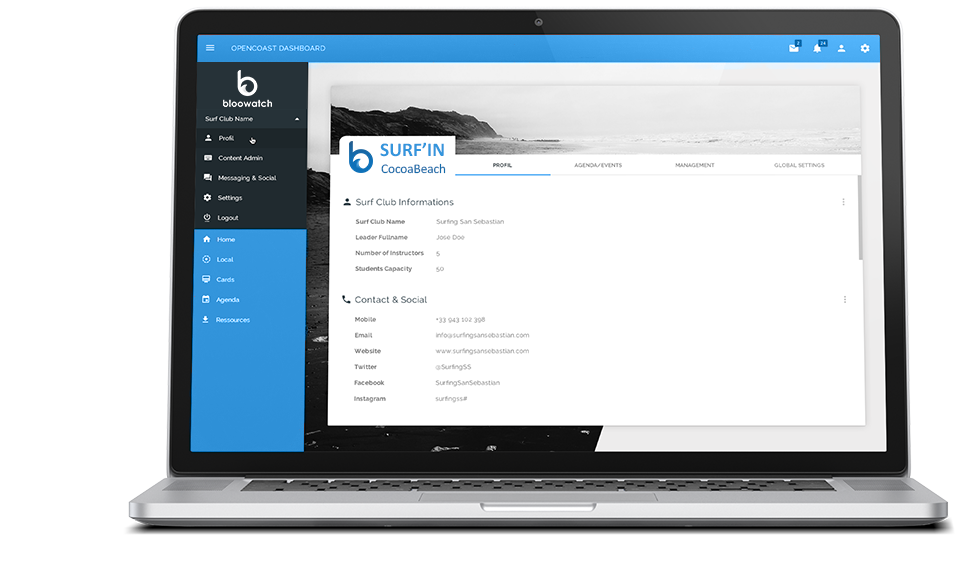 OPENCOAST DASHBOARD
2
24
bloowatch
Surf Club Name
Profil
Content Admin
Messaging & Social
Settings
Logout
Home
Local
Cards
Agenda
Ressources
SURF'IN
CocoaBeach
PROFIL
AGENDA/EVENTS
MANAGEMENT
GLOBAL SETTINGS
Surf Club Informations
Surf Club Name Surfing San Sebastian
Leader Fullname Jose Doe
Number of Instructors 5
Students Capacity 50
Contact & Social
Mobile +33 943 102 398
Email info@surfingsansebastian.com
Website www.surfingsansebastian.com
Twitter @SurfingSS
Facebook SurfingSanSebastian
Instagram surfingss#